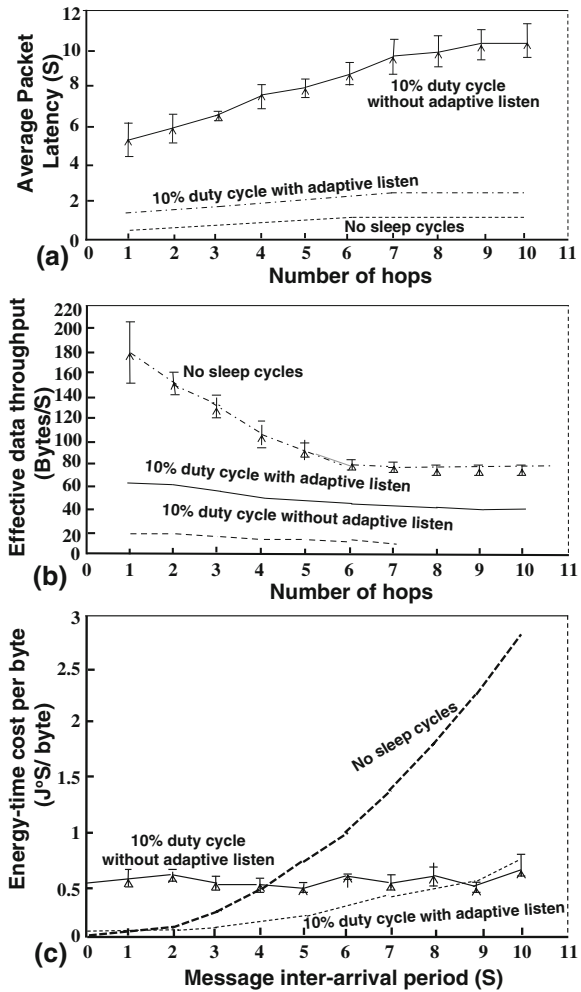 12
10
8
6
4
2
0
Average Packet
Latency (S)
10% duty cycle
without adaptive listen
10% duty cycle with adaptive listen
No sleep cycles
(a)
0 1 2 3 4 5 6 7 8 9 10 11
Number of hops
220
200
180
160
140
120
100
80
60
40
20
0
Effective data throughput
(Bytes/S)
No sleep cycles
10% duty cycle with adaptive listen
10% duty cycle without adaptive listen
(b)
0 1 2 3 4 5 6 7 8 9 10 11
Number of hops
3
2.5
2
1.5
1
0.5
0
Energy-time cost per byte
(J°S/ byte)
No sleep cycles
10% duty cycle
without adaptive listen
10% duty cycle with adaptive listen
(c)
0 1 2 3 4 5 6 7 8 9 10 11
Message inter-arrival period (S)